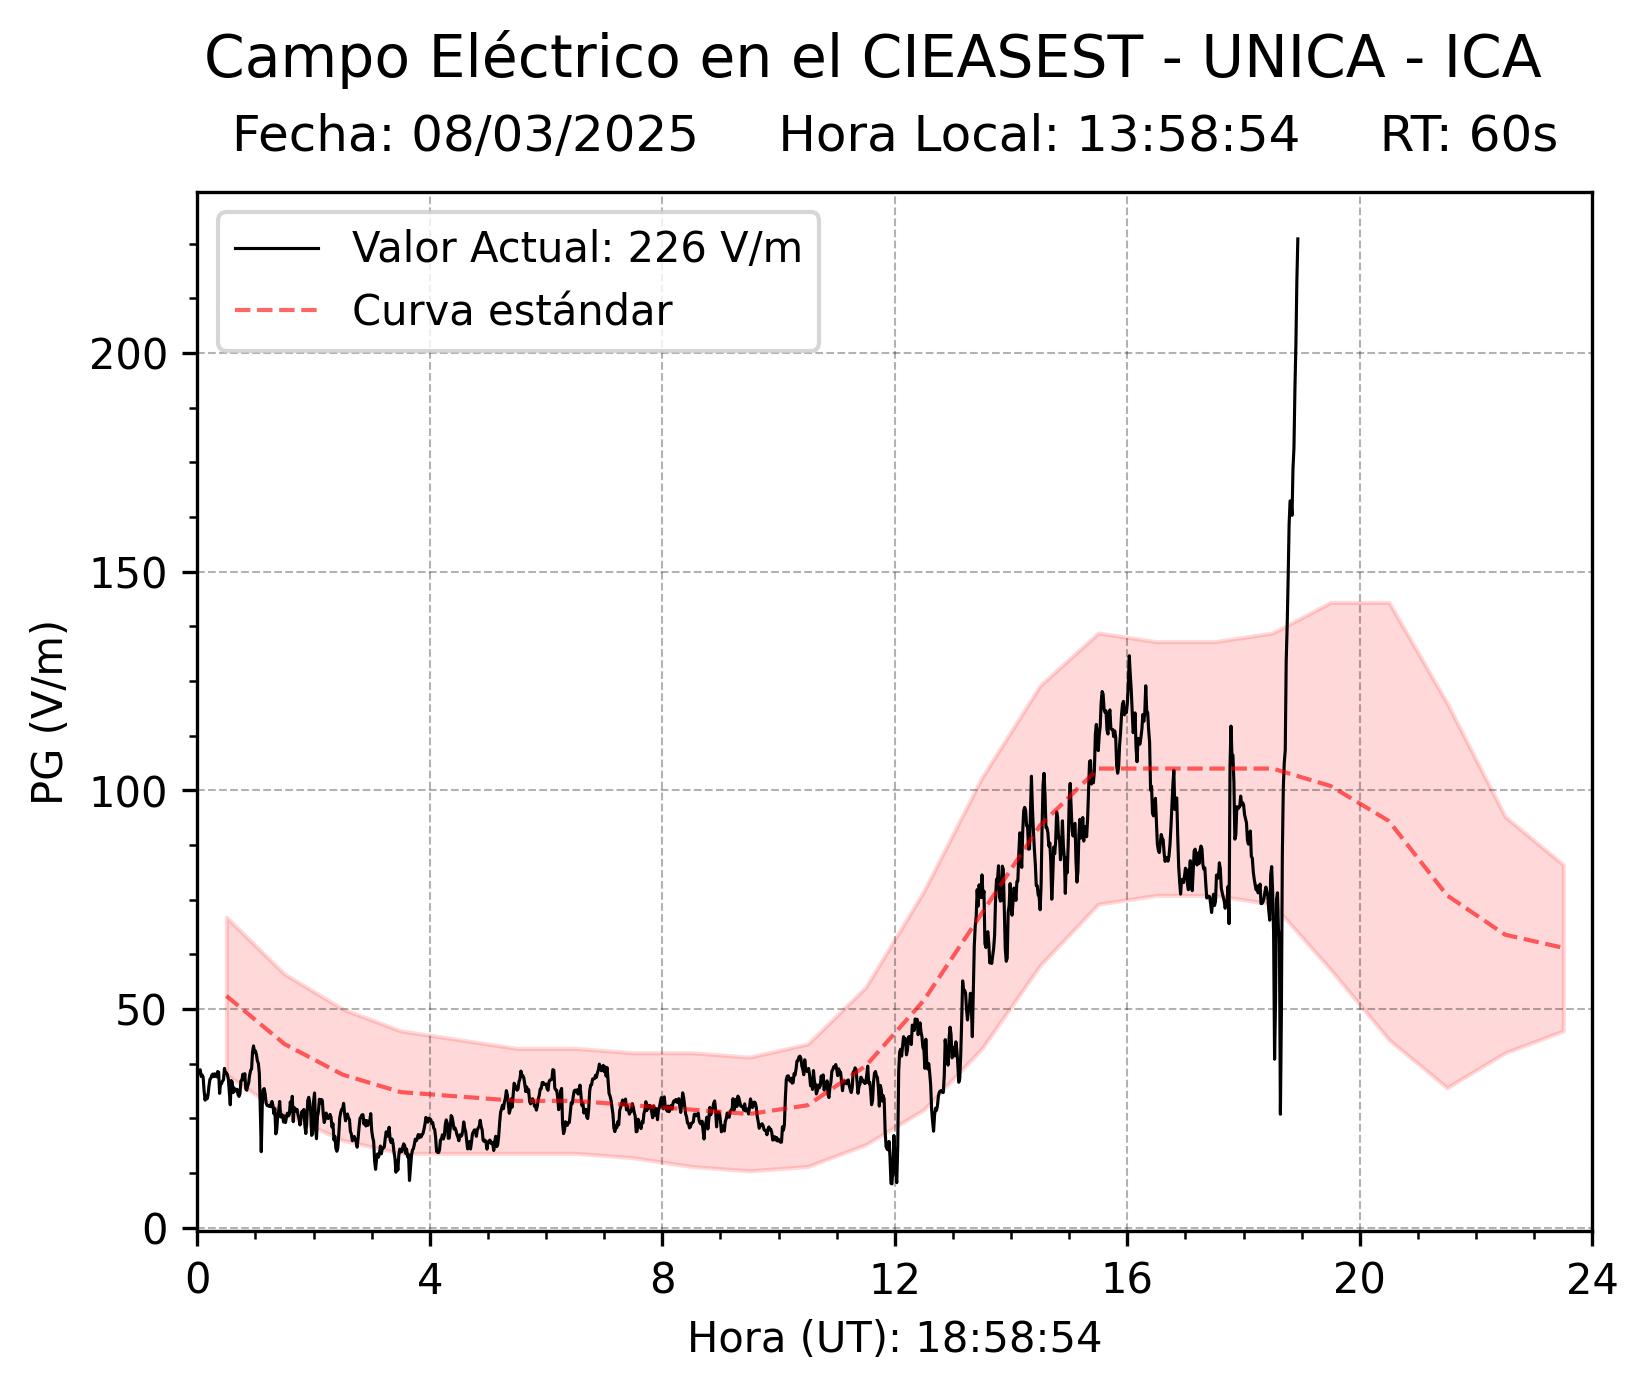 Campo Eléctrico en el CIEASEST - UNICA - ICA
Fecha: 08/03/2025 Hora Local: 13:58:54 RT: 60s
Valor Actual: 226 V/m
Curva estándar
PG (V/m)
200
150
100
50
0
0 4 8 12 16 20 24
Hora (UT): 18:58:54